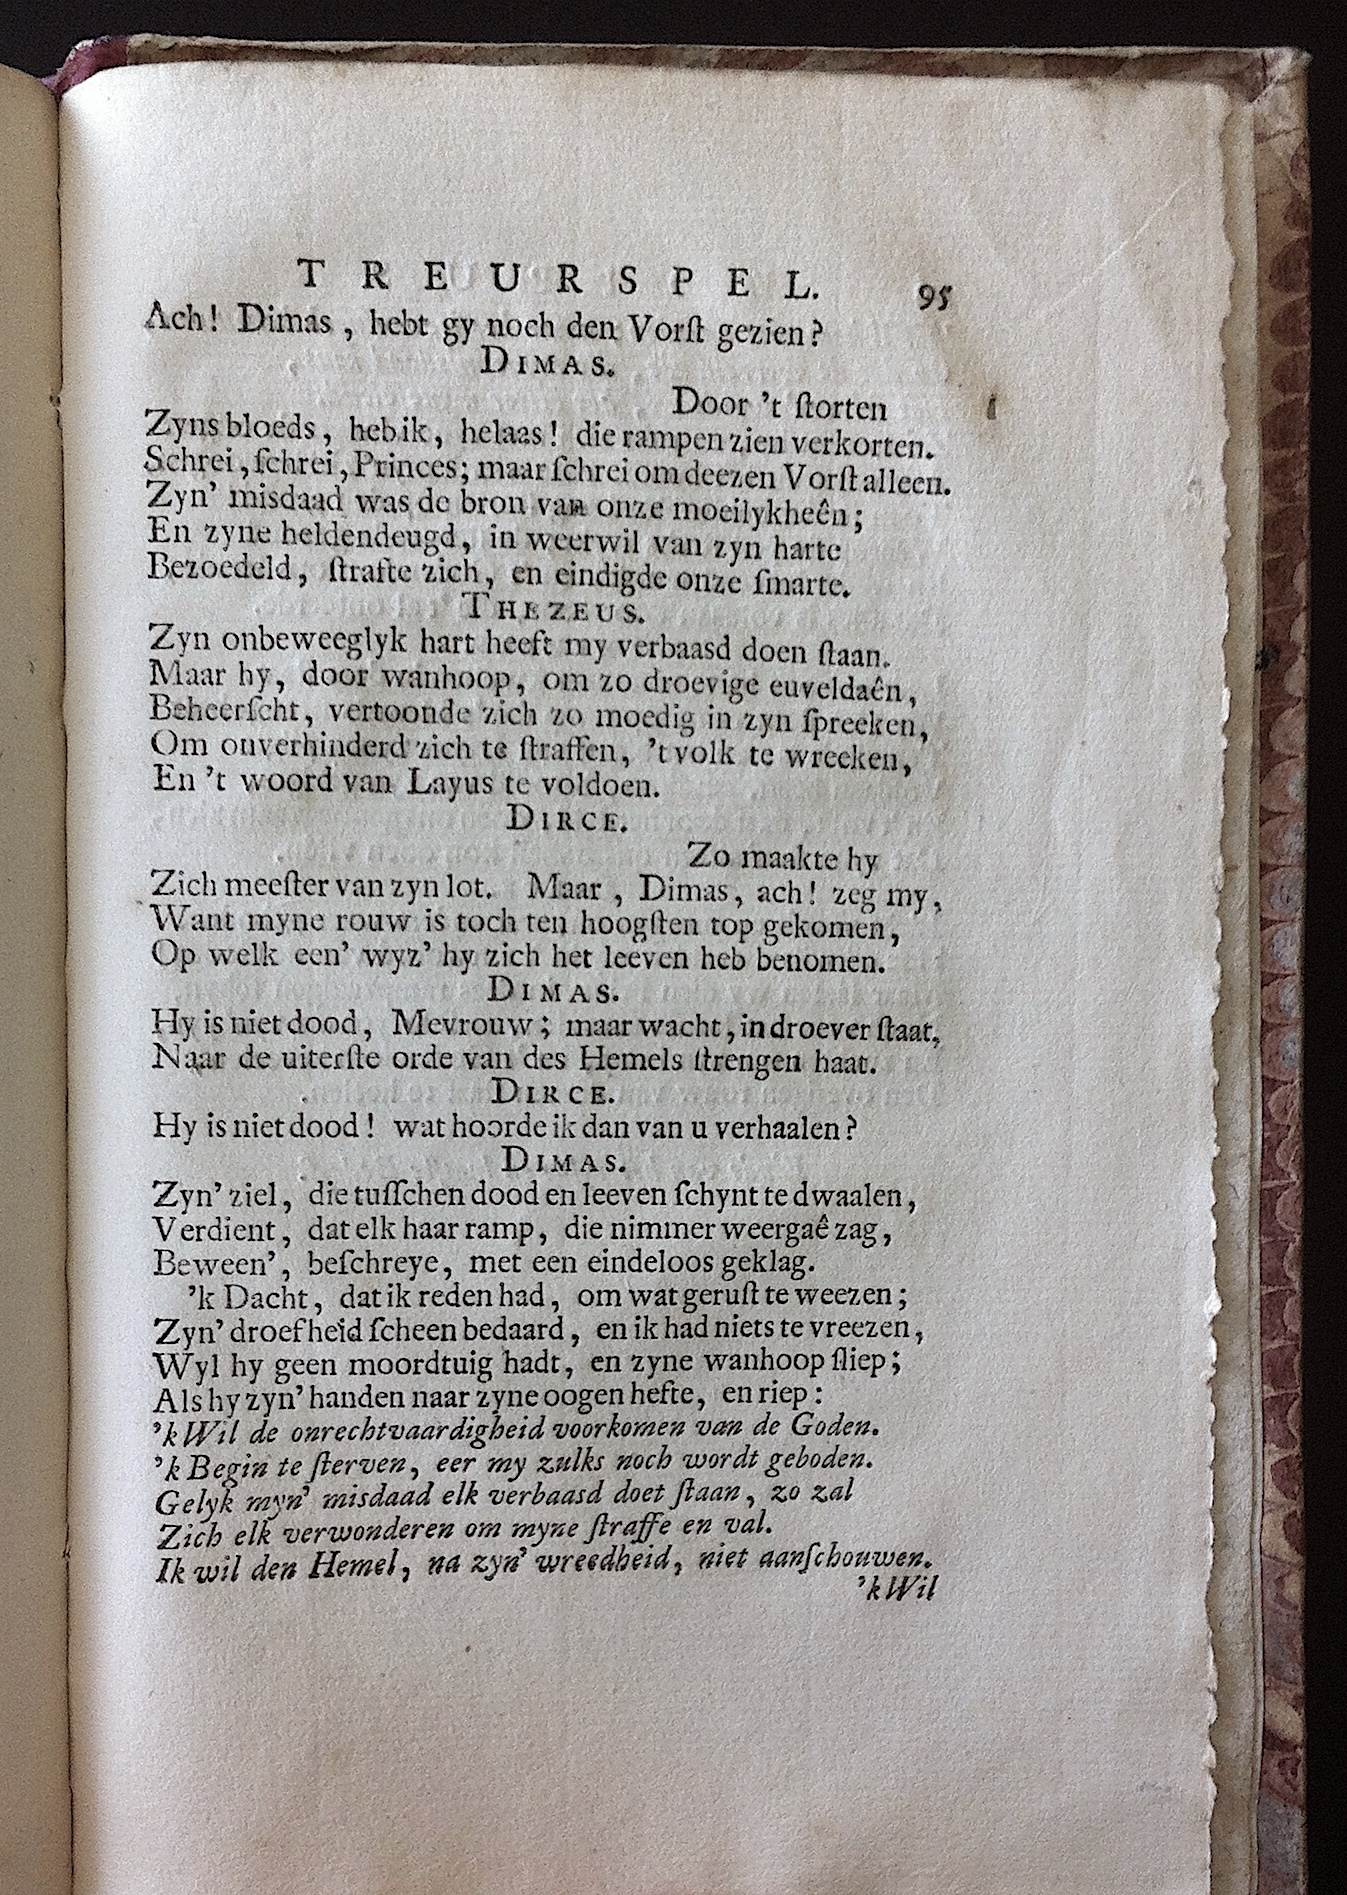 TREURSPEL. 95
Ach! Dimas, hebt gy noch den Vorſt gezien?
DIMAS.
Door 't ſtorten
Zyns bloeds, heb ik, helaas! die rampen zien verkorten.
Schrei, ſchrei, Princes; maar ſchrei om deezen Vorſt alleen.
Zyn' misdaad was de bron van onze moeilykheên;
En zyne heldendeugd, in weerwil van zyn harte
Bezoedeld, ſtrafte zich, en eindigde onze ſmarte.
THEZEUS.
Zyn onbeweeglyk hart heeft my verbaasd doen ſtaan.
Maar hy, door wanhoop, om zo droevige euveldaên,
Beheerſcht, vertoonde zich zo moedig in zyn ſpreeken,
Om onverhinderd zich te ſtraffen, 't volk te wreeken,
En 't woord van Layus te voldoen.
DIRCE.
Zo maakte hy
Zich meeſter van zyn lot. Maar, Dimas, ach! zeg my,
Want myne rouw is toch ten hoogſten top gekomen,
Op welk een' wyz' hy zich het leeven heb benomen.
DIMAS.
Hy is niet dood, Mevrouw; maar wacht, in droever ſtaat,
Naar de uiterſte orde van des Hemels ſtrengen haat.
DIRCE.
Hy is niet dood! wat hoorde ik dan van u verhaalen?
DIMAS.
Zyn' ziel, die tuſſchen dood en leeven ſchynt te dwaalen,
Verdient, dat elk haar ramp, die nimmer weergaê zag,
Beween', beſchreye, met een eindeloos geklag.
'k Dacht, dat ik reden had, om wat geruſt te weezen;
Zyn' droefheid ſcheen bedaard, en ik had niets te vreezen,
Wyl hy geen moordtuig hadt, en zyne wanhoop ſliep;
Als hy zyn' handen naar zyne oogen hefte, en riep:
'k Wil de onrechtvaardigheid voorkomen van de Goden.
'k Begin te ſterven, eer my zulks noch wordt geboden.
Gelyk myn' misdaad elk verbaasd doet ſtaan, zo zal
Zich elk verwonderen om myne ſtraffe en val.
Ik wil den Hemel, na zyn' wreedheid, niet aanſchouwen.
'k Wil